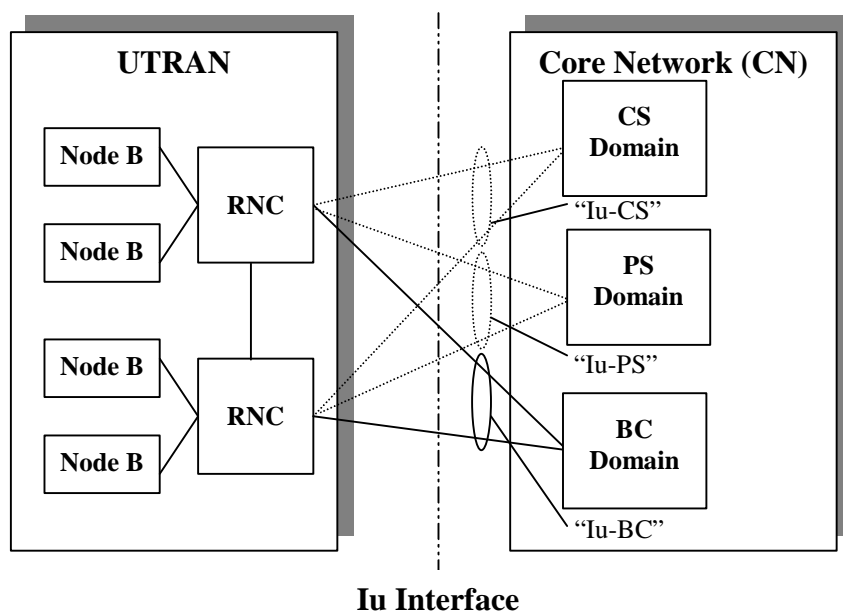 UTRAN
Node B
Node B
RNC
Node B
Node B
RNC
Core Network (CN)
CS
Domain
“Iu-CS”
PS
Domain
“Iu-PS”
BC
Domain
“Iu-BC”
Iu Interface